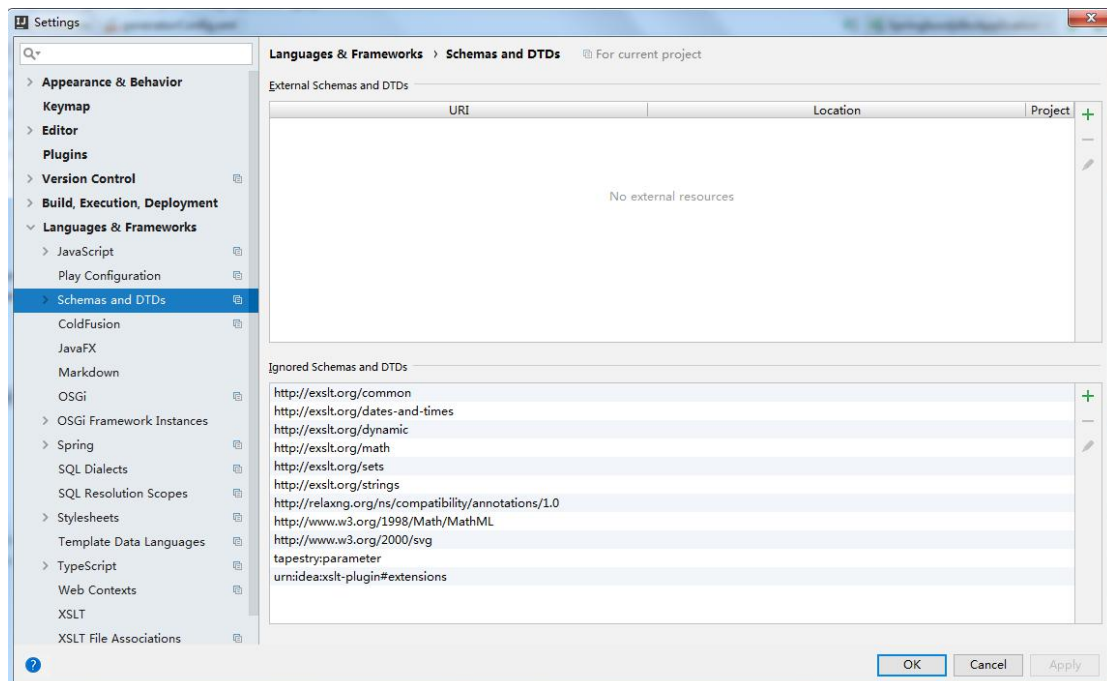 Settings
Languages & Frameworks › Schemas and DTDs For current project
Appearance & Behavior
Keymap
Editor
Plugins
Version Control
Build, Execution, Deployment
Languages & Frameworks
JavaScript
Play Configuration
Schemas and DTDs
ColdFusion
JavaFX
Markdown
OSGi
OSGi Framework Instances
Spring
SQL Dialects
SQL Resolution Scopes
Stylesheets
Template Data Languages
TypeScript
Web Contexts
XSLT
XSLT File Associations
External Schemas and DTDs
URI Location Project
No external resources
Ignored Schemas and DTDs
http://exslt.org/common
http://exslt.org/dates-and-times
http://exslt.org/dynamic
http://exslt.org/math
http://exslt.org/sets
http://exslt.org/strings
http://relaxng.org/ns/compatibility/annotations/1.0
http://www.w3.org/1998/Math/MathML
http://www.w3.org/2000/svg
tapestry:parameter
urn:idea:xslt-plugin#extensions
OK Cancel Apply